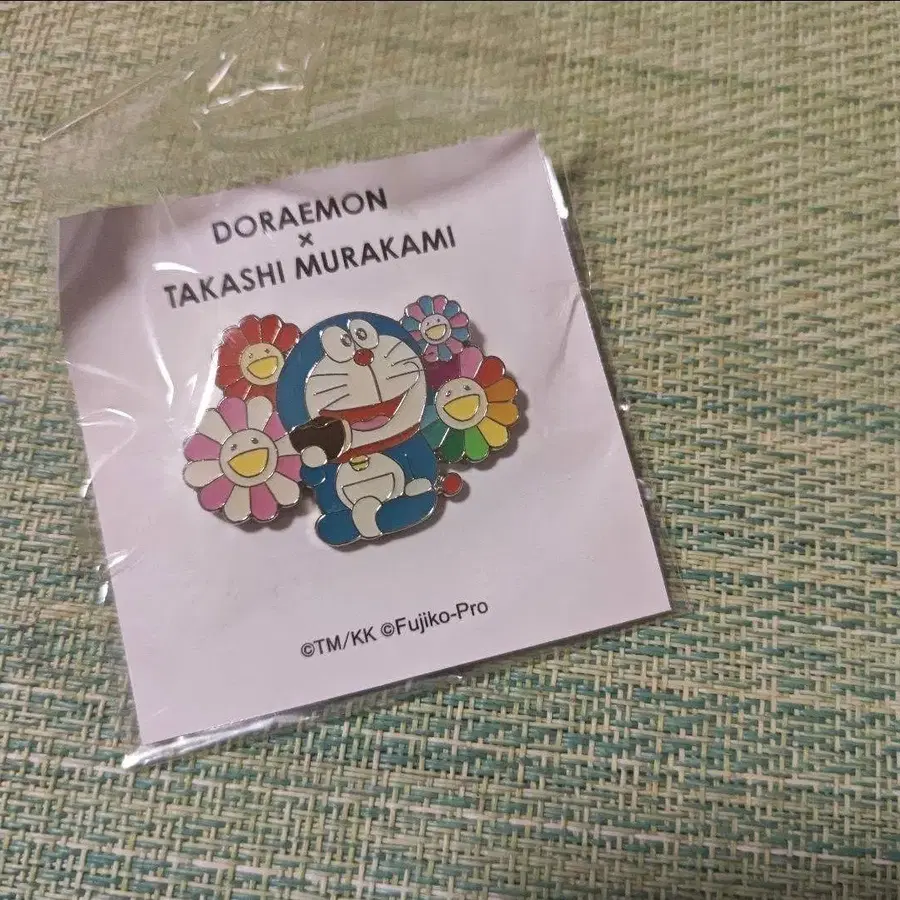 DORAEMON
×
TAKASHI MURAKAMI
©TM/KK ©Fujiko-Pro